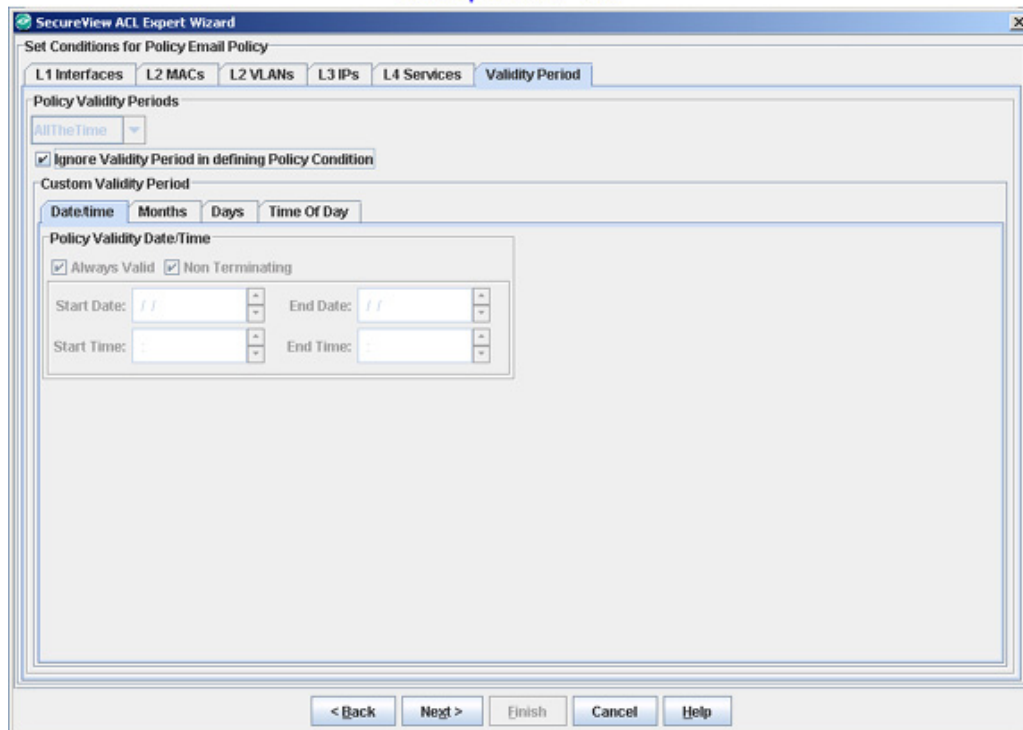 SecureView ACL Expert Wizard
Set Conditions for Policy Email Policy
L1 Interfaces L2 MACs L2 VLANs L3 IPs L4 Services Validity Period
Policy Validity Periods
AllTheTime
Ignore Validity Period in defining Policy Condition
Custom Validity Period
Date/time Months Days Time Of Day
Policy Validity Date/Time
Always Valid Non Terminating
Start Date: / / End Date: / /
Start Time: : End Time: :
< Back Next > Finish Cancel Help